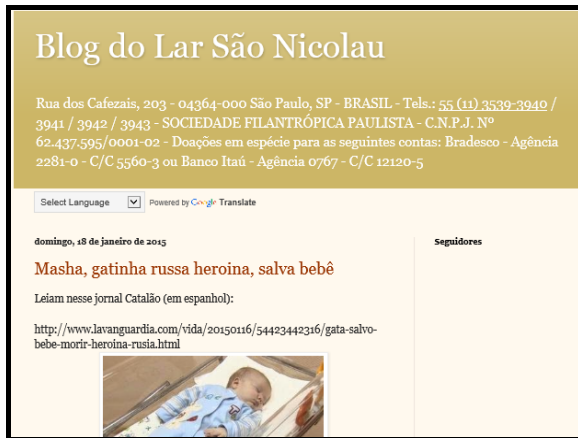 Blog do Lar São Nicolau
Rua dos Cafezais, 203 - 04364-000 São Paulo, SP - BRASIL - Tels.: 55 (11) 3539-3940 /
3941 / 3942 / 3943 - SOCIEDADE FILANTRÓPICA PAULISTA - C.N.P.J. Nº
62.437.595/0001-02 - Doações em espécie para as seguintes contas: Bradesco - Agência
2281-0 - C/C 5560-3 ou Banco Itaú - Agência 0767 - C/C 12120-5
Select Language Powered by Google Translate
domingo, 18 de janeiro de 2015
Masha, gatinha russa heroina, salva bebê
Leiam nesse jornal Catalão (em espanhol):
http://www.lavanguardia.com/vida/20150116/54423442316/gata-salvo-
bebe-morir-heroina-rusia.html
Seguidores